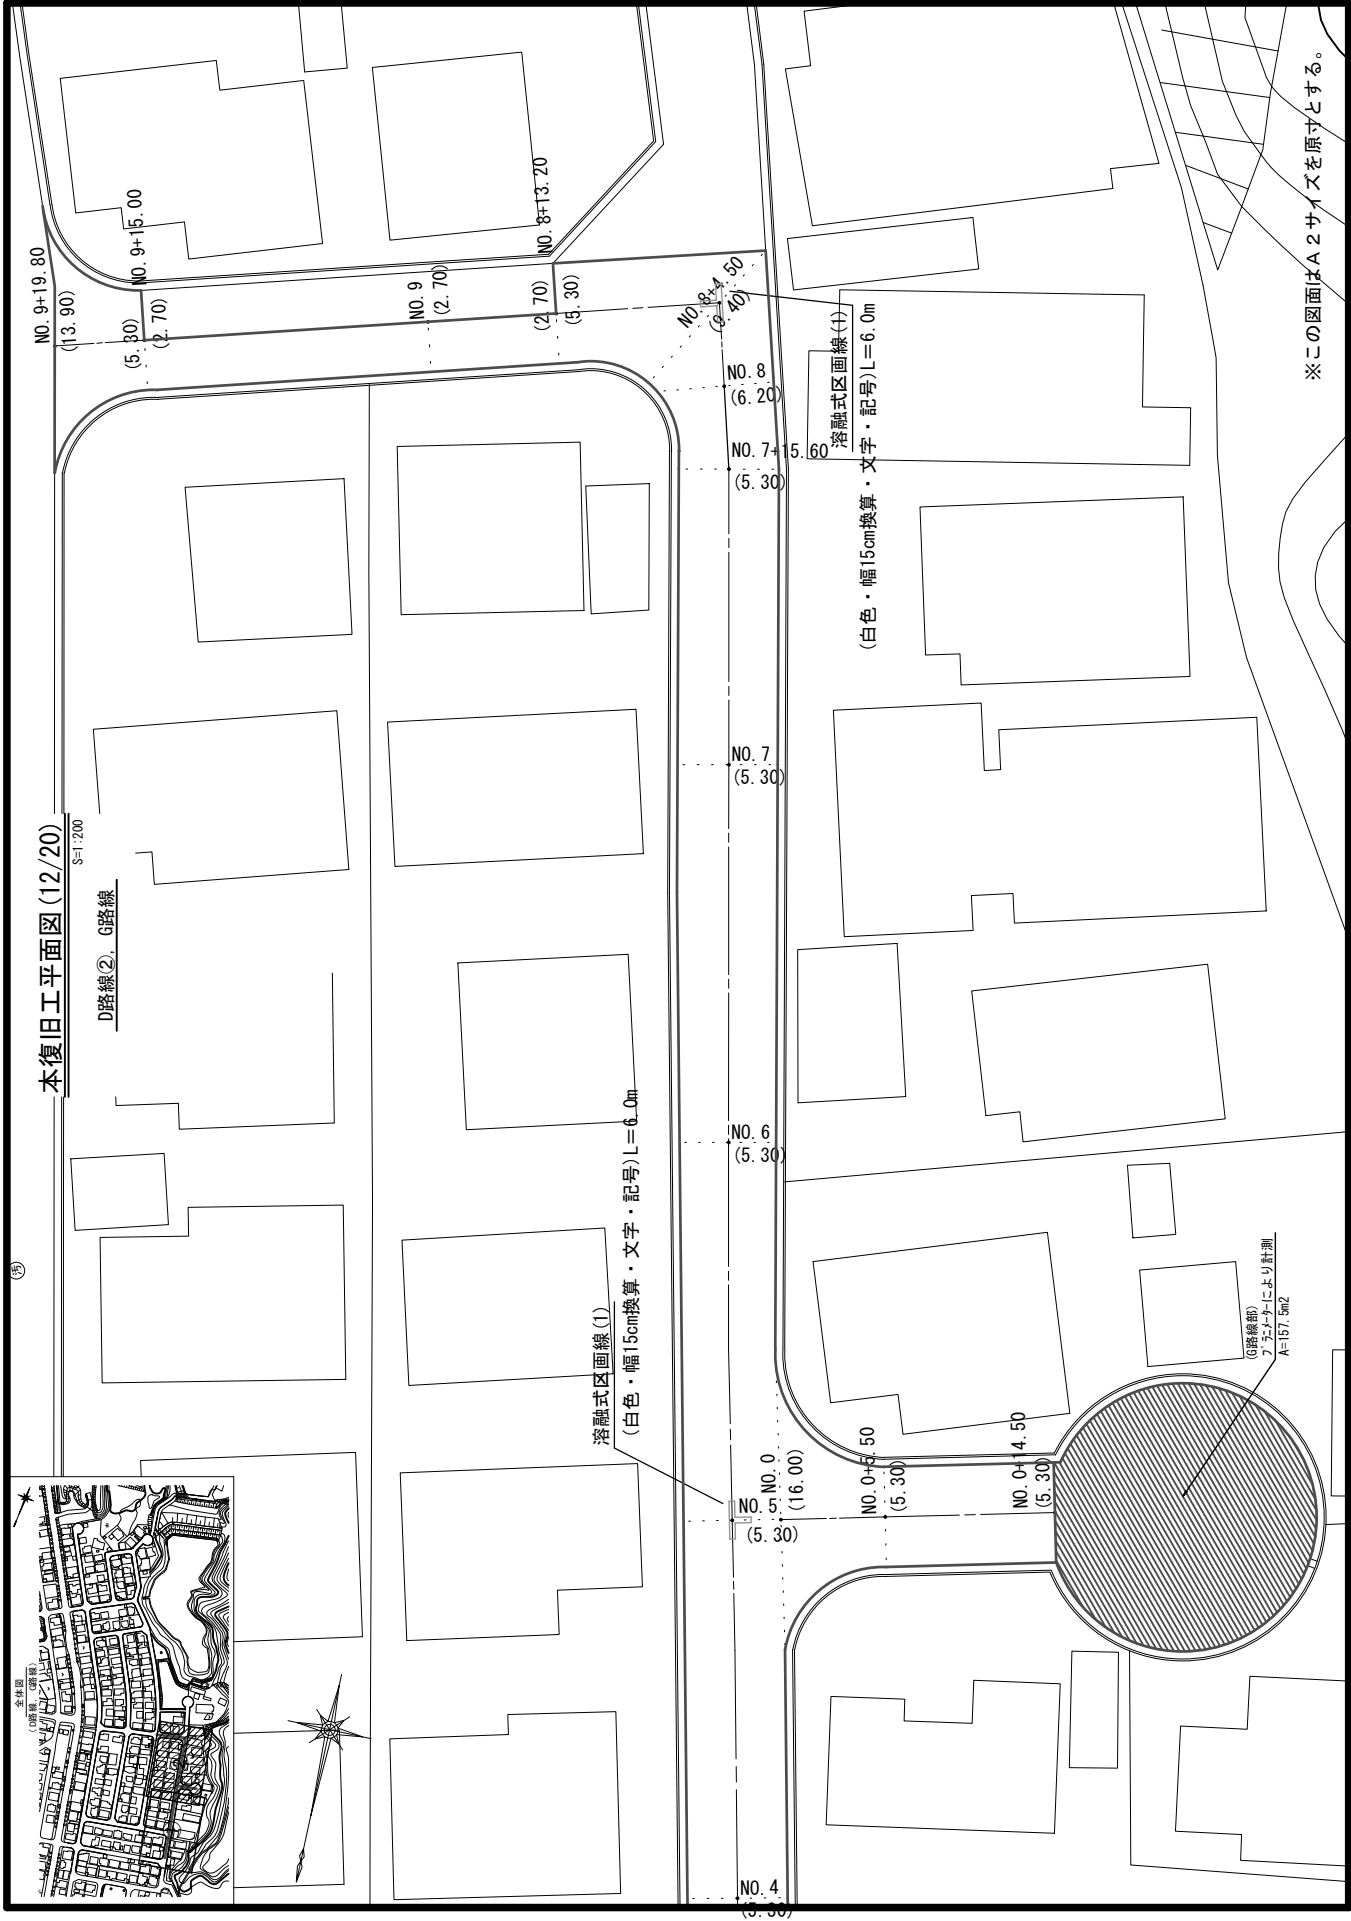 本復旧工平面図(12/20)
S=1:200
D路線②, G路線
※この図面はA2サイズを原寸とする。
全体図
(D路線、G路線)
汚
NO.9+19.80
(13.90)
NO.9+15.00
(5.30)
(2.70)
NO.9
(2.70)
NO.8+13.20
(2.70)
(5.30)
NO.8+4.50
(9.40)
NO.8
(6.20)
NO.7+15.60
(5.30)
溶融式区画線(1)
(白色・幅15cm換算・文字・記号)L=6.0m
NO.7
(5.30)
NO.6
(5.30)
溶融式区画線(1)
(白色・幅15cm換算・文字・記号)L=6.0m
NO.5
(5.30)
NO.0
(16.00)
NO.0+5.50
(5.30)
NO.0+14.50
(5.30)
(G路線部)
プラニメーターにより計測
A=157.5m2
NO.4
(5.30)